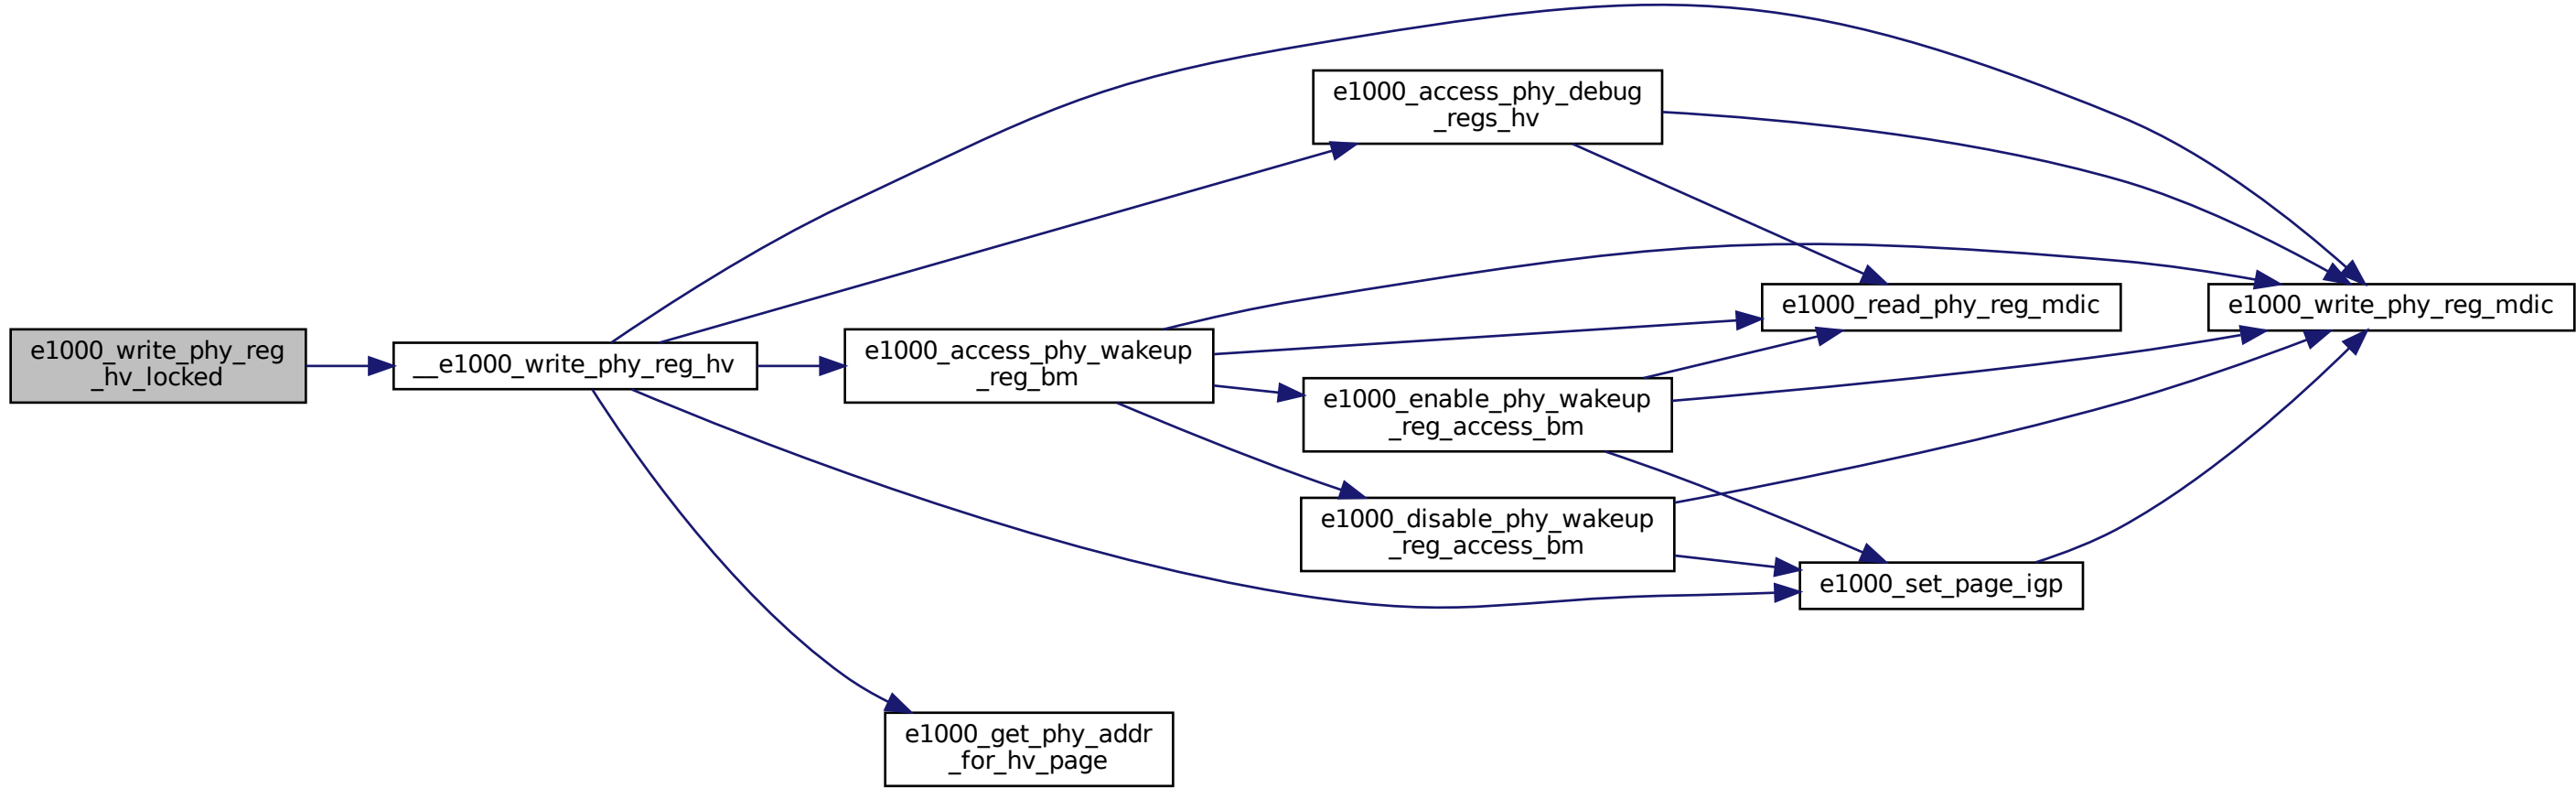 e1000_write_phy_reg
_hv_locked
__e1000_write_phy_reg_hv
e1000_access_phy_debug
_regs_hv
e1000_access_phy_wakeup
_reg_bm
e1000_read_phy_reg_mdic
e1000_write_phy_reg_mdic
e1000_enable_phy_wakeup
_reg_access_bm
e1000_disable_phy_wakeup
_reg_access_bm
e1000_set_page_igp
e1000_get_phy_addr
_for_hv_page